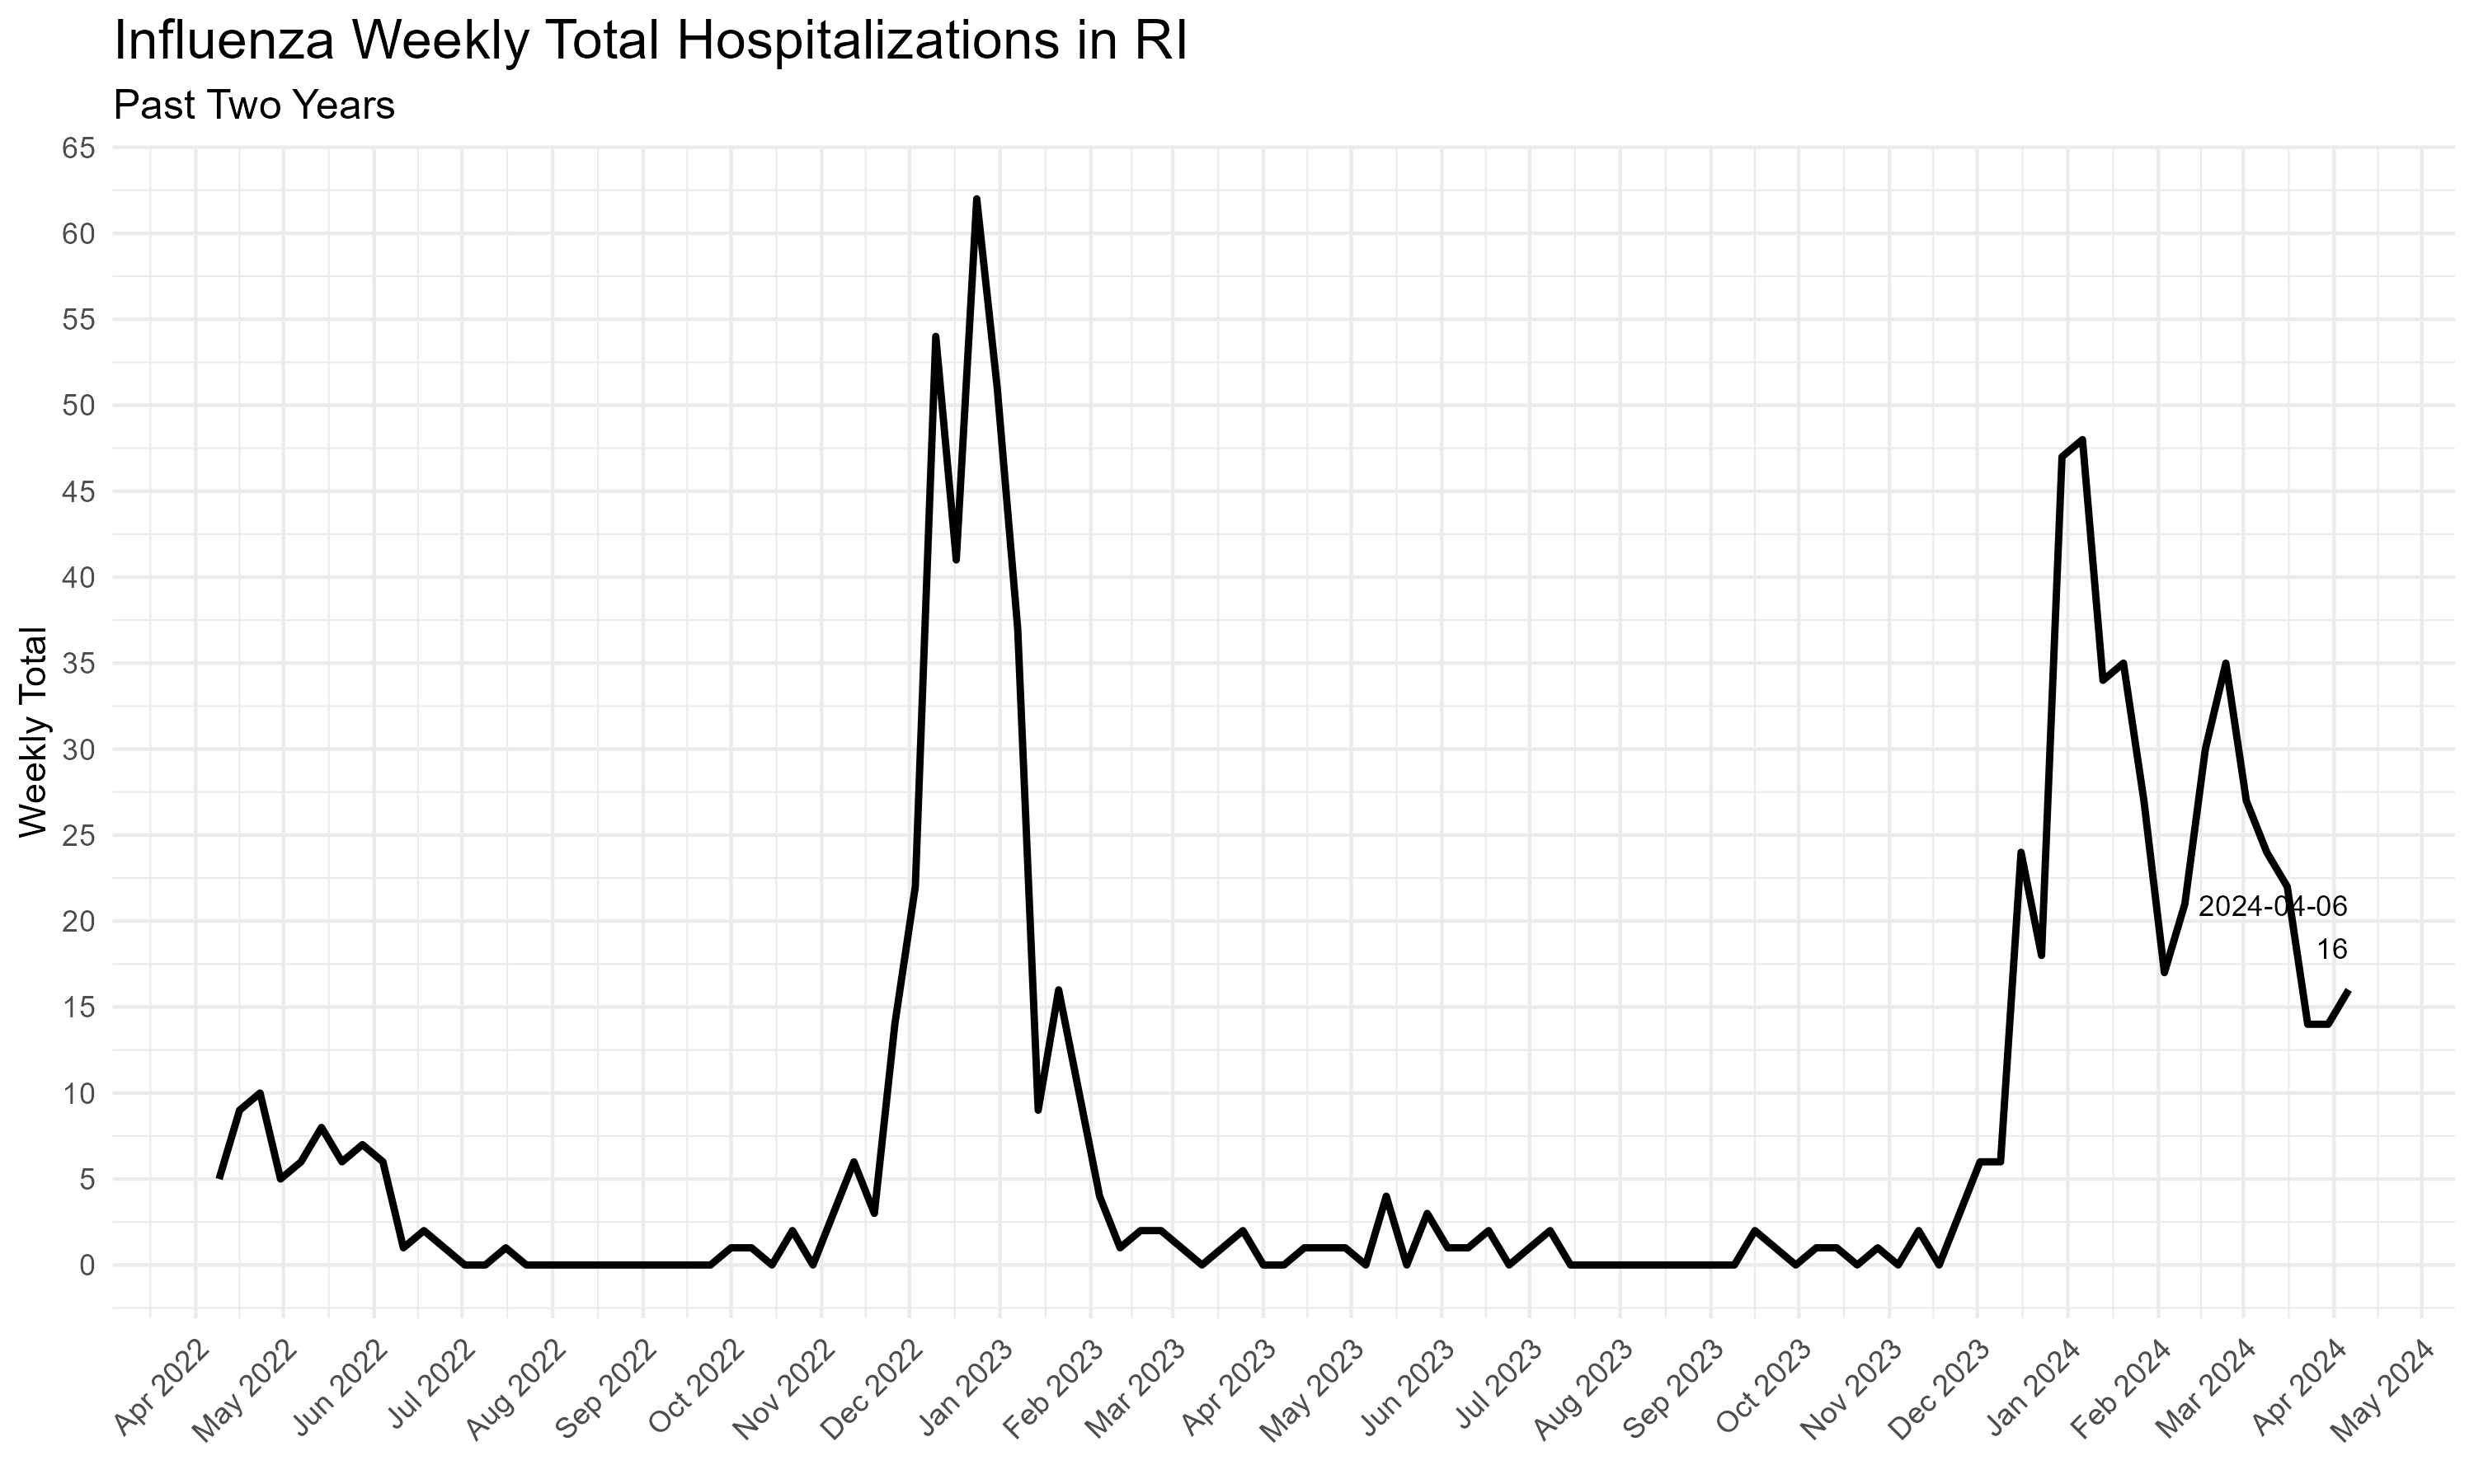 Influenza Weekly Total Hospitalizations in RI
Past Two Years
Weekly Total
65
60
55
50
45
40
35
30
25
20
15
10
5
0
2024-04-06
16
Apr 2022
May 2022
Jun 2022
Jul 2022
Aug 2022
Sep 2022
Oct 2022
Nov 2022
Dec 2022
Jan 2023
Feb 2023
Mar 2023
Apr 2023
May 2023
Jun 2023
Jul 2023
Aug 2023
Sep 2023
Oct 2023
Nov 2023
Dec 2023
Jan 2024
Feb 2024
Mar 2024
Apr 2024
May 2024